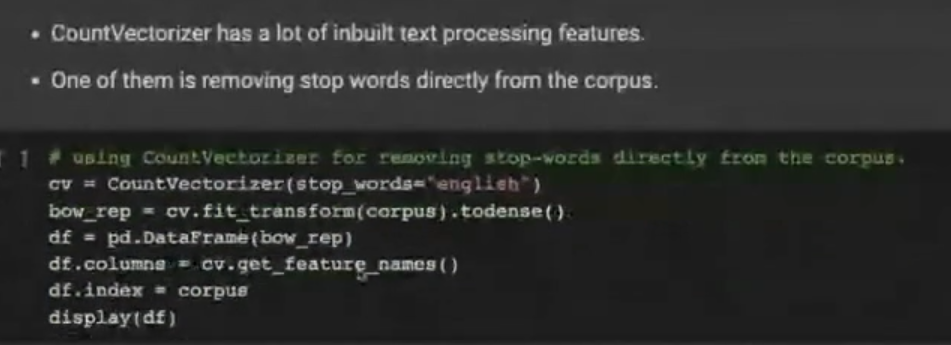 • CountVectorizer has a lot of inbuilt text processing features.
• One of them is removing stop words directly from the corpus.
[ ] # using CountVectorizer for removing stop-words directly from the corpus.
cv = CountVectorizer(stop_words="english")
bow_rep = cv.fit_transform(corpus).todense()
df = pd.DataFrame(bow_rep)
df.columns = cv.get_feature_names()
df.index = corpus
display(df)